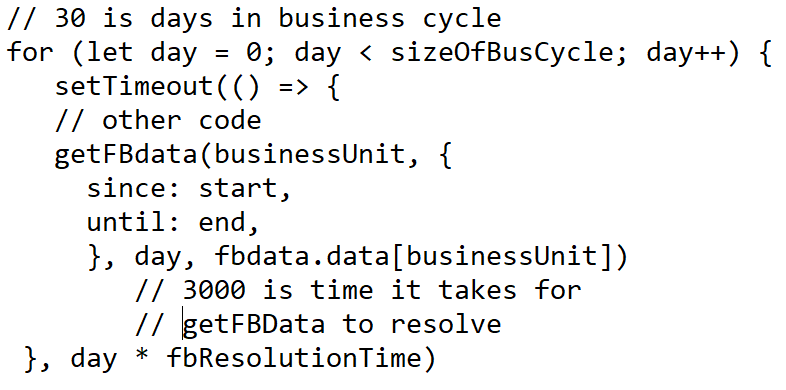 // 30 is days in business cycle
for (let day = 0; day < sizeOfBusCycle; day++) {
   setTimeout(() => {
   // other code
   getFBdata(businessUnit, {
     since: start,
     until: end,
     }, day, fbdata.data[businessUnit])
        // 3000 is time it takes for
        // getFBData to resolve
 }, day * fbResolutionTime)